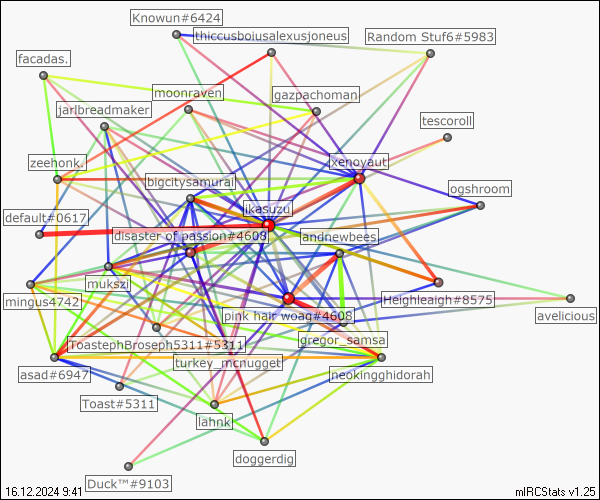 Knowun#6424
thiccusboiusalexusjoneus
Random Stuf6#5983
facadas.
moonraven
gazpachoman
jarlbreadmaker
tescoroll
zeehonk.
xenoyaut
bigcitysamurai
ogshroom
ikasuzu
default#0617
disaster of passion#4609
andnewbees
mukszi
mingus4742
Heighleaigh#8575
pink hair woag#4608
avelicious
gregor_samsa
ToastephBroseph5311#5311
turkey_mcnugget
asad#6947
neokingghidorah
Toast#5311
lahnk
doggerdig
Duck™#9103
16.12.2024 9:41
mIRCStats v1.25